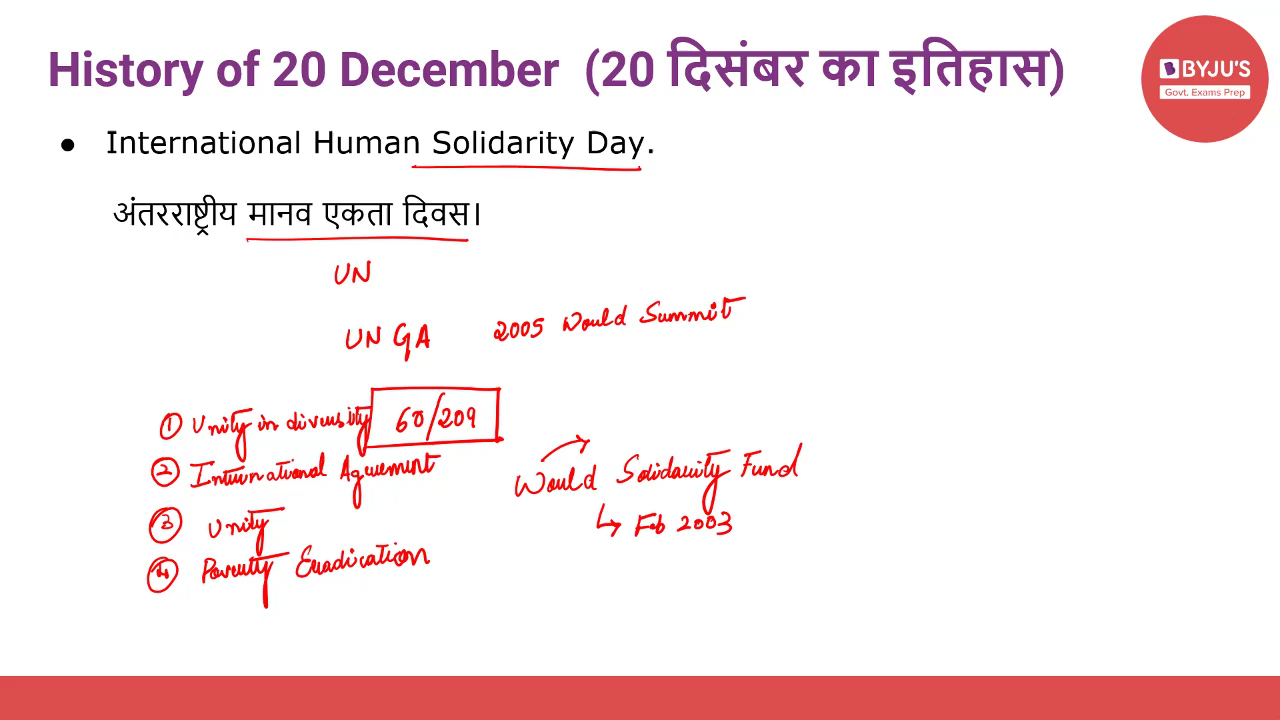 History of 20 December (20 दिसंबर का इतिहास)
BYJU'S
Govt. Exams Prep
● International Human Solidarity Day.
अंतरराष्ट्रीय मानव एकता दिवस।
UN
UN GA 2005 World Summit
60/209
① Unity in diversity
② International Agreement
③ Unity
④ Poverty Eradication
World Solidarity Fund
↳ Feb 2003